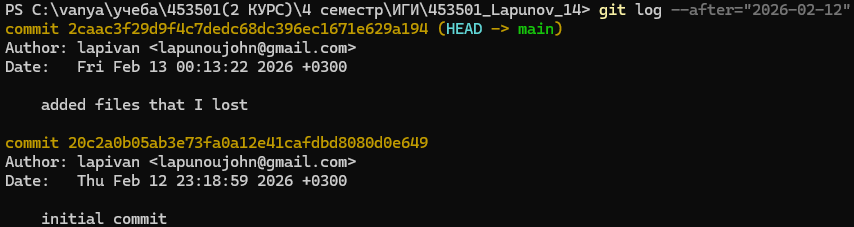 PS C:\vanya\учеба\453501(2 КУРС)\4 семестр\ИГИ\453501_Lapunov_14> git log --after="2026-02-12"
commit 2caac3f29d9f4c7dedc68dc396ec1671e629a194 (HEAD -> main)
Author: lapivan <lapunoujohn@gmail.com>
Date:   Fri Feb 13 00:13:22 2026 +0300
    added files that I lost
commit 20c2a0b05ab3e73fa0a12e41cafdbd8080d0e649
Author: lapivan <lapunoujohn@gmail.com>
Date:   Thu Feb 12 23:18:59 2026 +0300
    initial commit